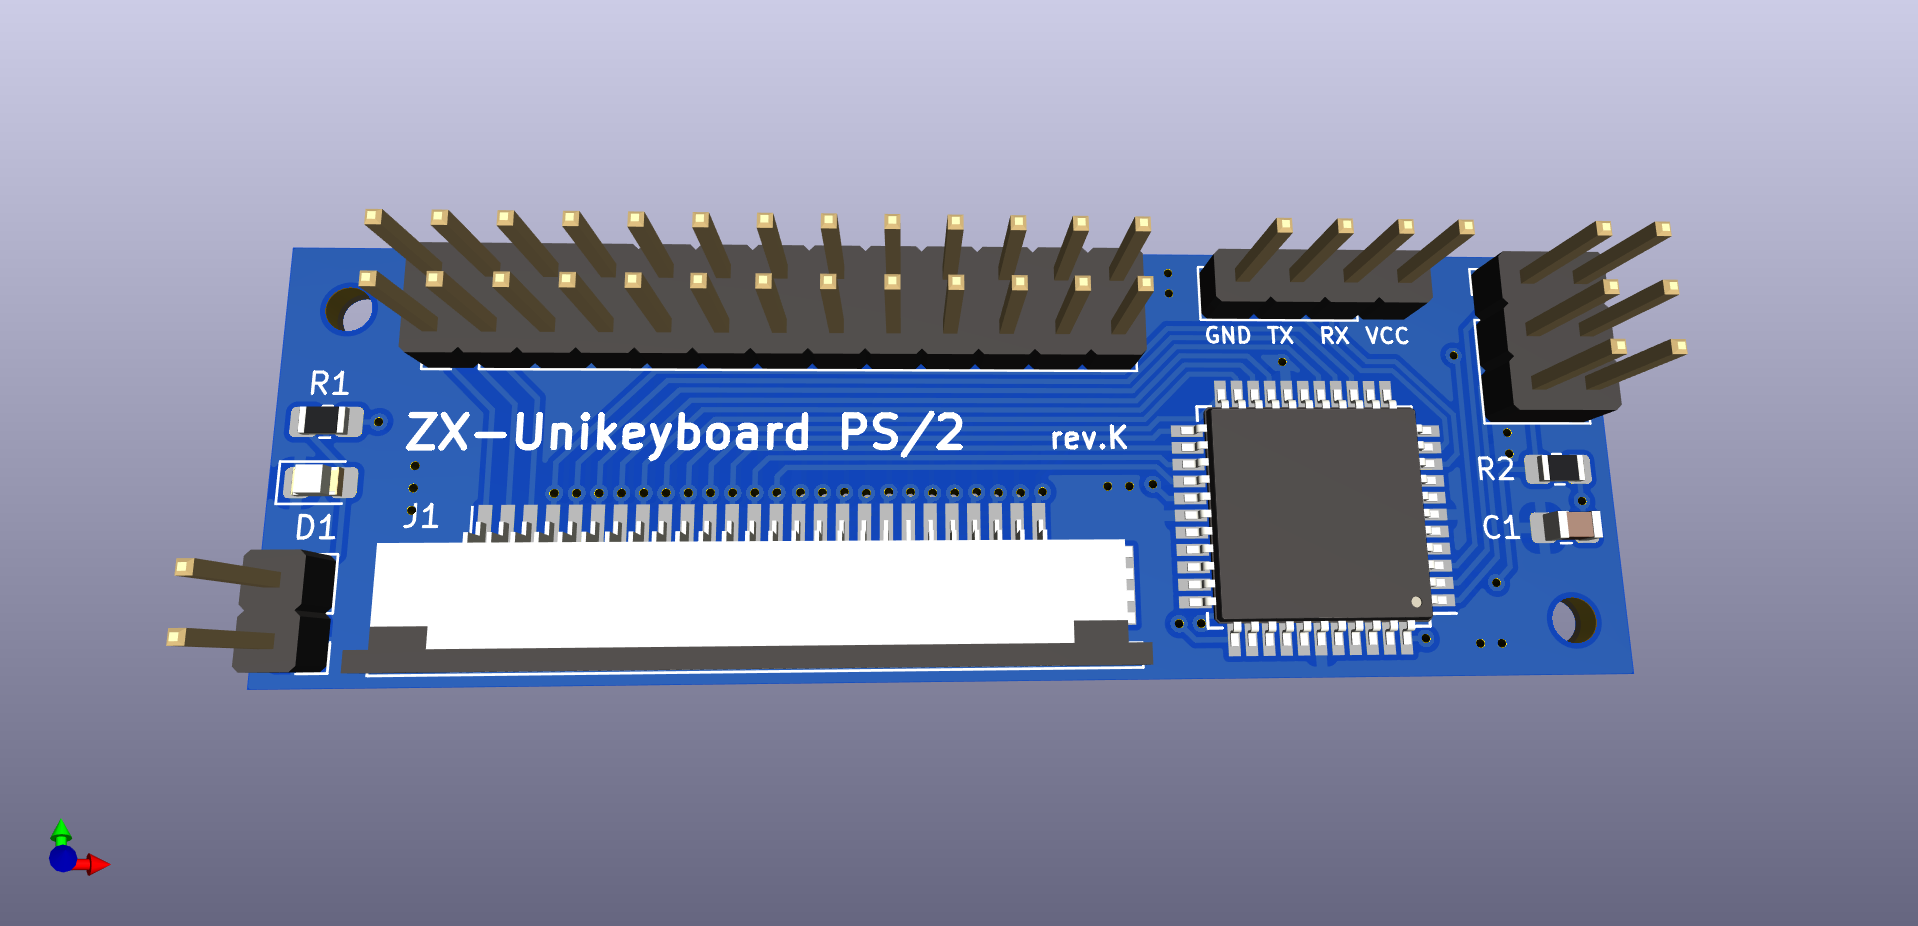 GND TX RX VCC
R1
ZX-Unikeyboard PS/2
rev.K
R2
D1
J1
C1